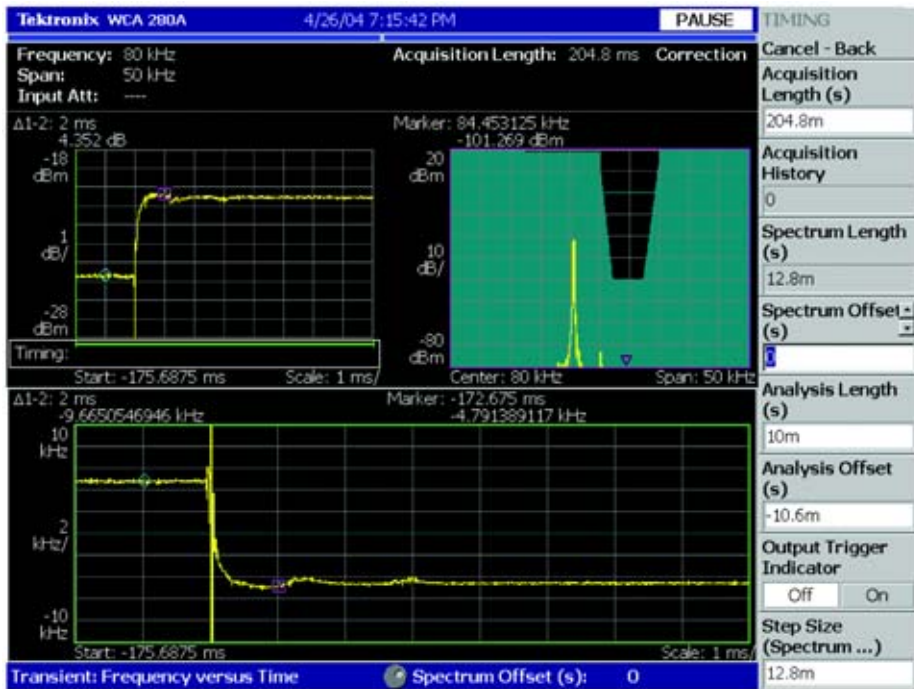 Tektronix WCA 280A
4/26/04 7:15:42 PM
PAUSE
TIMING
Frequency: 80 kHz
Span: 50 kHz
Input Att: ----
Acquisition Length: 204.8 ms
Correction
Cancel - Back
Acquisition
Length (s)
204.8m
Acquisition
History
0
Spectrum Length
(s)
12.8m
Spectrum Offset
(s)
0
Analysis Length
(s)
10m
Analysis Offset
(s)
-10.6m
Output Trigger
Indicator
Off
On
Step Size
(Spectrum ...)
12.8m
Δ1-2: 2 ms
4.352 dB
-18
dBm
1
dB/
-28
dBm
Timing:
Start: -175.6875 ms
Scale: 1 ms/
Marker: 84.453125 kHz
-101.269 dBm
20
dBm
10
dB/
-80
dBm
Center: 80 kHz
Span: 50 kHz
Δ1-2: 2 ms
-9.6650546946 kHz
Marker: -172.675 ms
-4.791389117 kHz
10
kHz
2
kHz/
-10
kHz
Start: -175.6875 ms
Scale: 1 ms/
Transient: Frequency versus Time
Spectrum Offset (s): 0